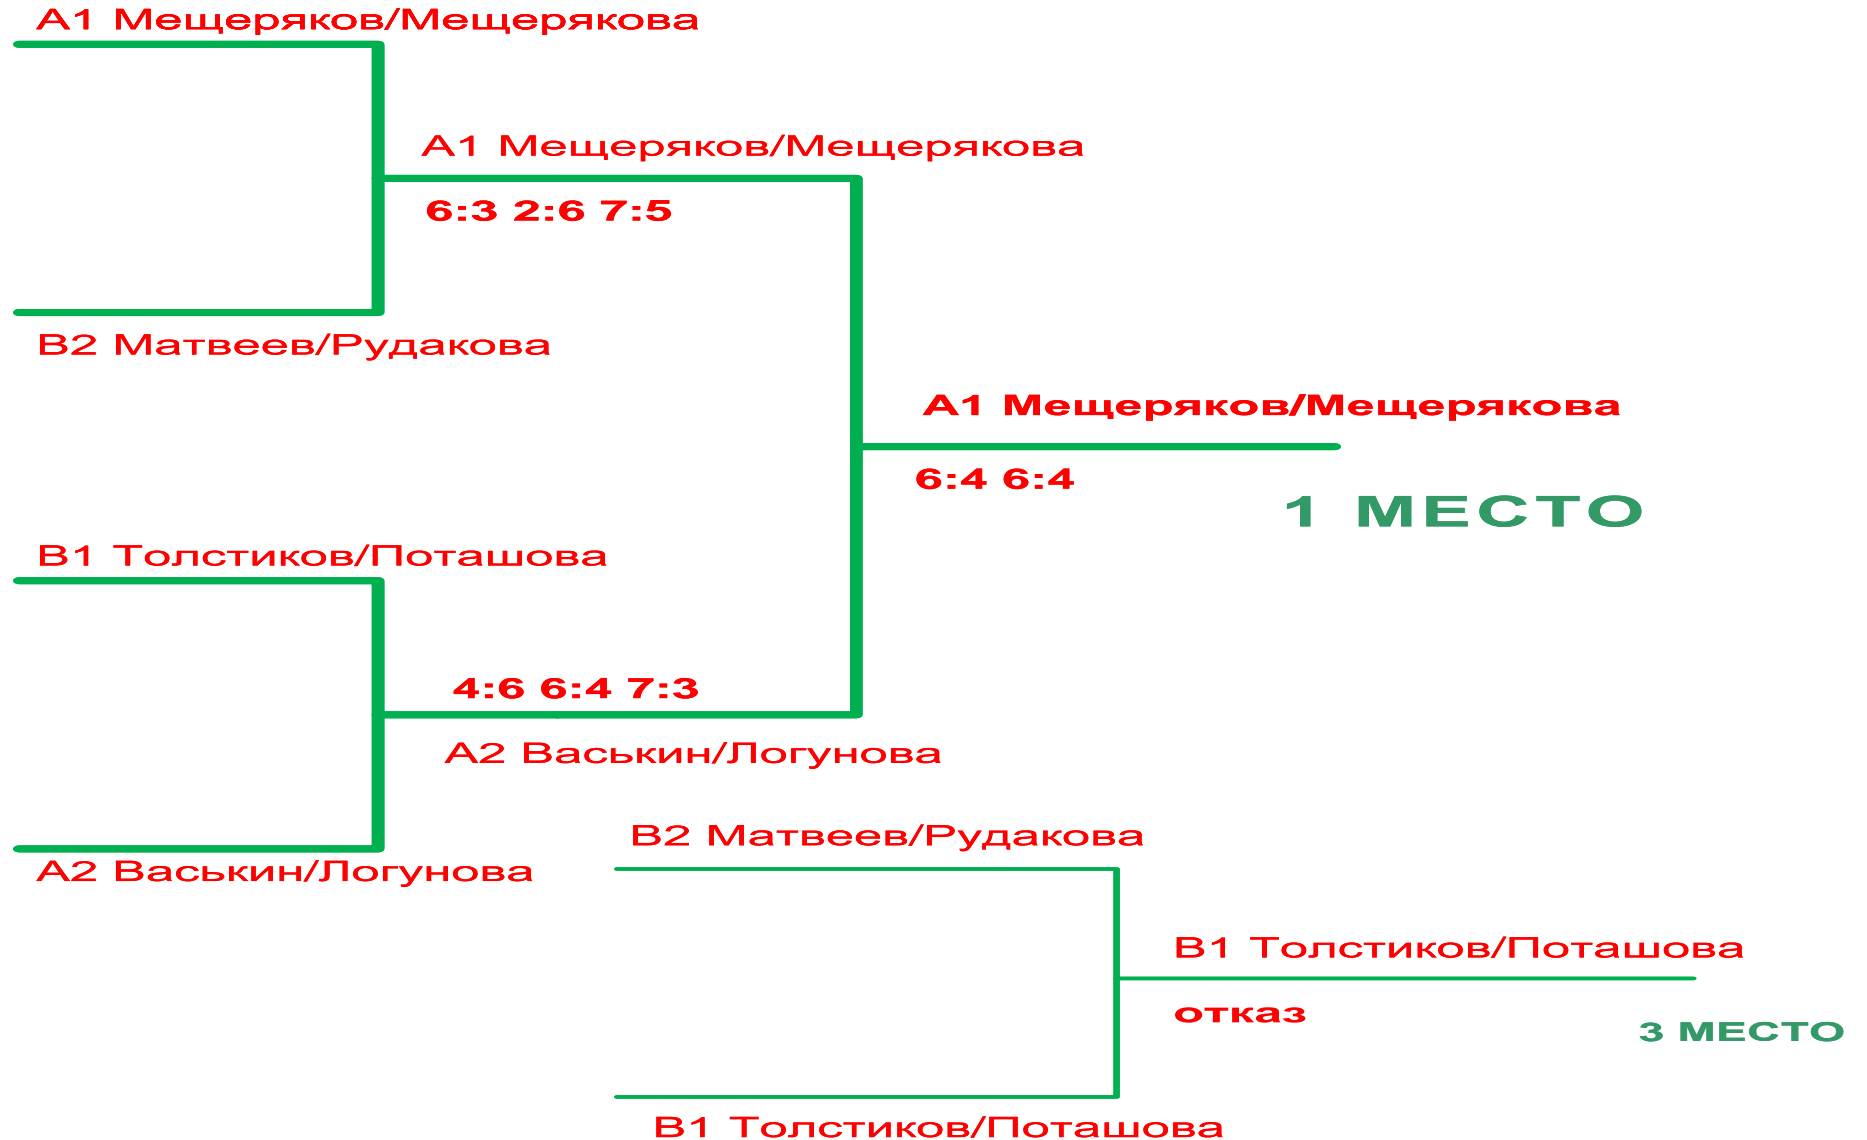 А1 Мещеряков/Мещерякова
А1 Мещеряков/Мещерякова
6:3 2:6 7:5
В2 Матвеев/Рудакова
А1 Мещеряков/Мещерякова
6:4 6:4
1 МЕСТО
В1 Толстиков/Поташова
4:6 6:4 7:3
А2 Васькин/Логунова
А2 Васькин/Логунова
В2 Матвеев/Рудакова
В1 Толстиков/Поташова
отказ
3 МЕСТО
В1 Толстиков/Поташова